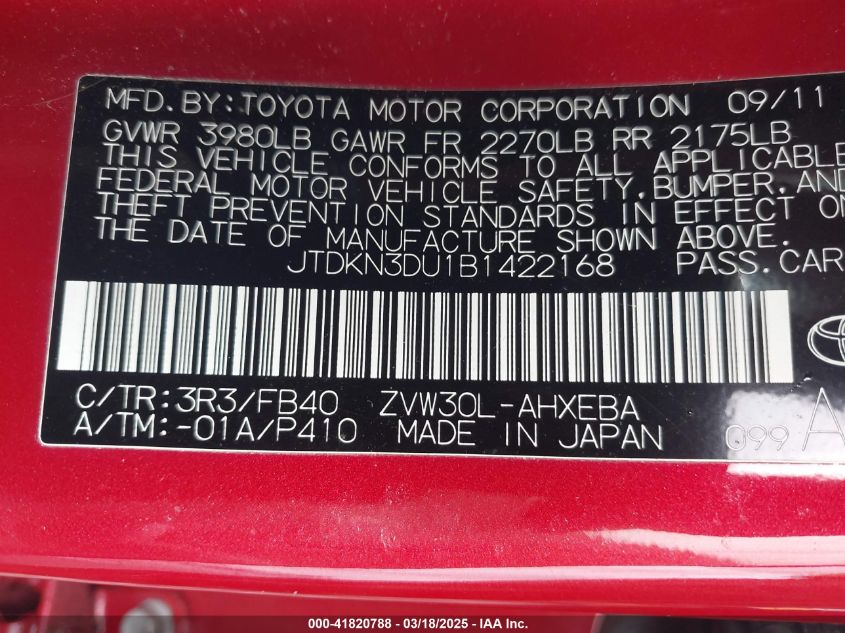 MFD.BY:TOYOTA MOTOR CORPORATION 09/11
GVWR 3980LB GAWR FR 2270LB RR 2175LB
THIS VEHICLE CONFORMS TO ALL APPLICABLE
FEDERAL MOTOR VEHICLE SAFETY,BUMPER,AND
THEFT PREVENTION STANDARDS IN EFFECT ON
THE DATE OF MANUFACTURE SHOWN ABOVE.
JTDKN3DU1B1422168 PASS.CAR
C/TR:3R3/FB40 ZVW30L-AHXEBA
A/TM:-01A/P410 MADE IN JAPAN 099 A
000-41820788 - 03/18/2025 - IAA Inc.